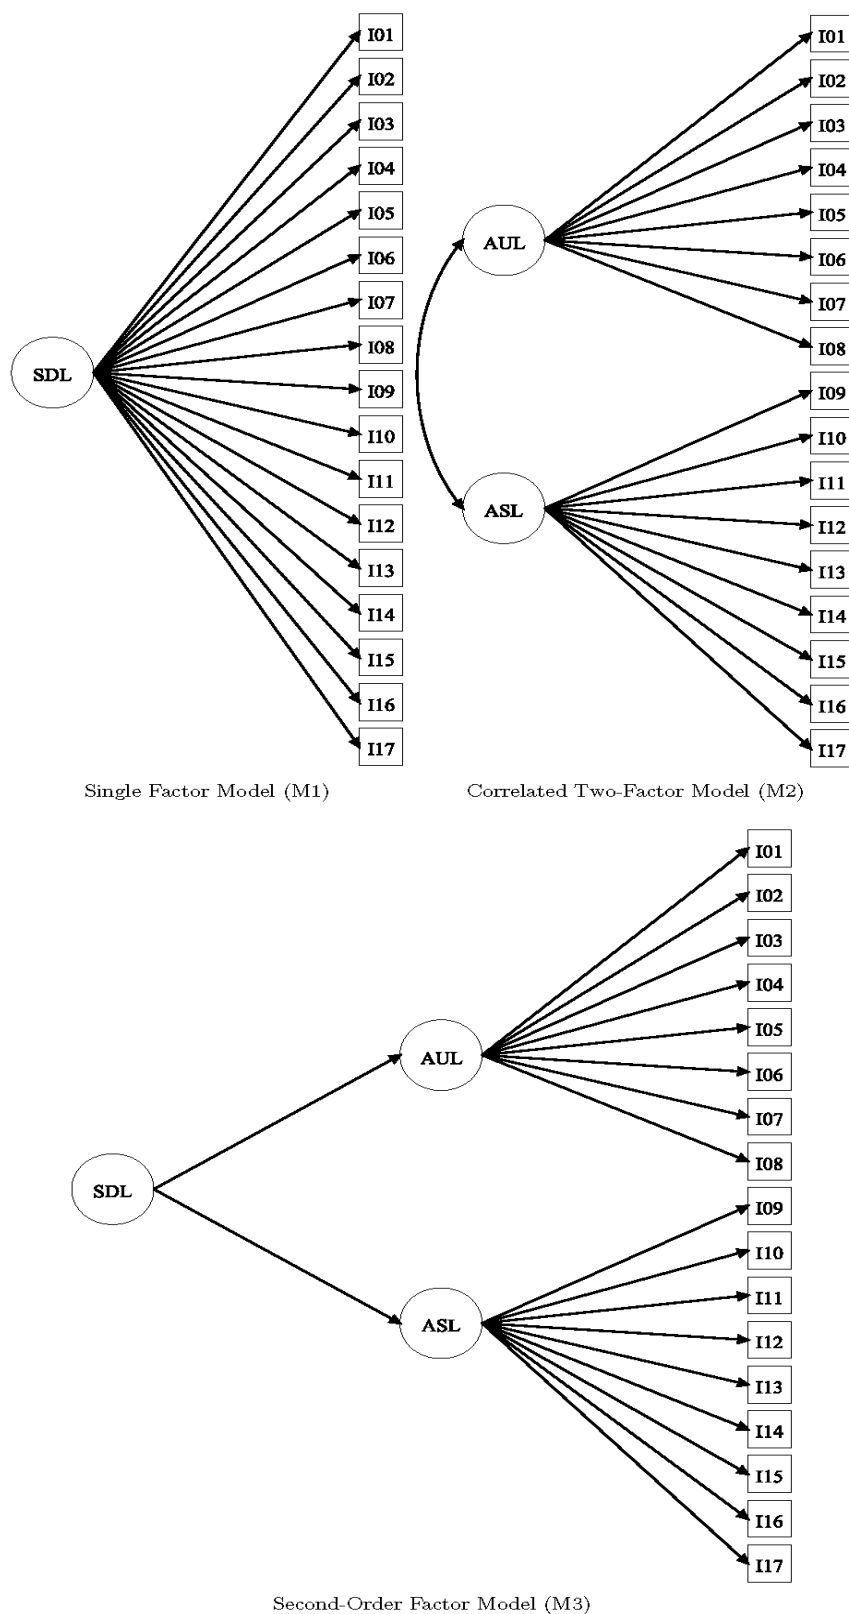 I01
I02
I03
I04
I05
I06
I07
I08
I09
I10
I11
I12
I13
I14
I15
I16
I17
SDL
Single Factor Model (M1)
I01
I02
I03
I04
I05
I06
I07
I08
I09
I10
I11
I12
I13
I14
I15
I16
I17
AUL
ASL
Correlated Two-Factor Model (M2)
I01
I02
I03
I04
I05
I06
I07
I08
I09
I10
I11
I12
I13
I14
I15
I16
I17
AUL
SDL
ASL
Second-Order Factor Model (M3)